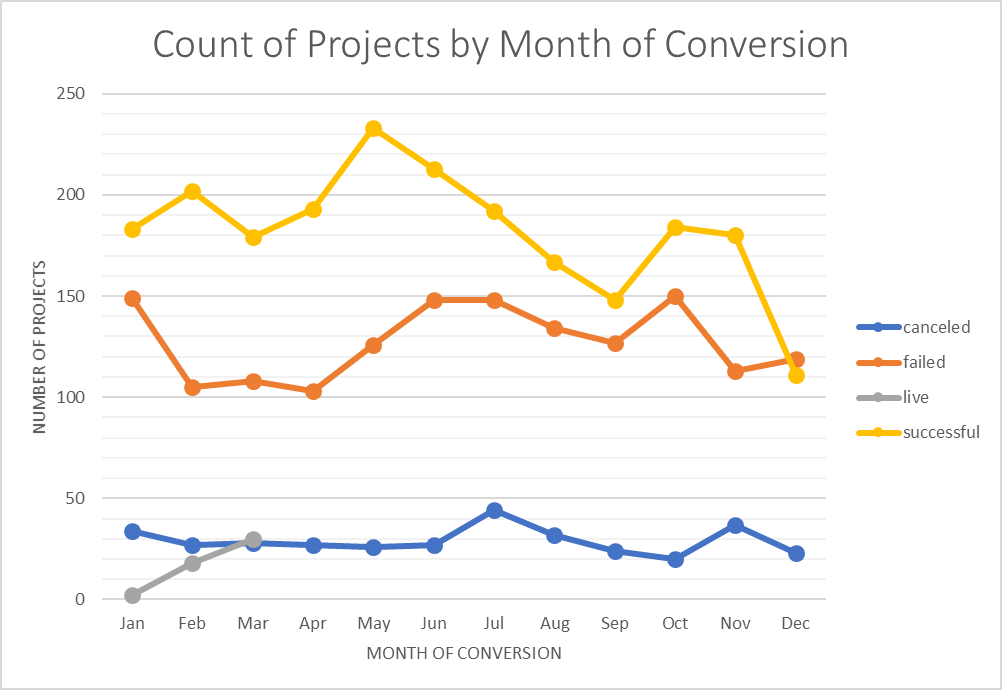 Count of Projects by Month of Conversion
250
200
150
100
50
0
NUMBER OF PROJECTS
Jan Feb Mar Apr May Jun Jul Aug Sep Oct Nov Dec
MONTH OF CONVERSION
canceled
failed
live
successful